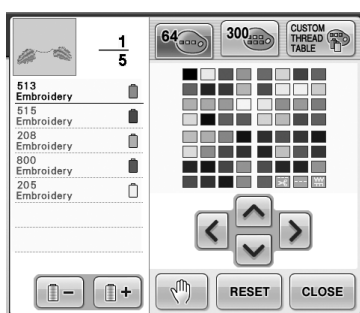 1
5
64
300
CUSTOM
THREAD
TABLE
513
Embroidery
515
Embroidery
208
Embroidery
800
Embroidery
205
Embroidery
RESET
CLOSE